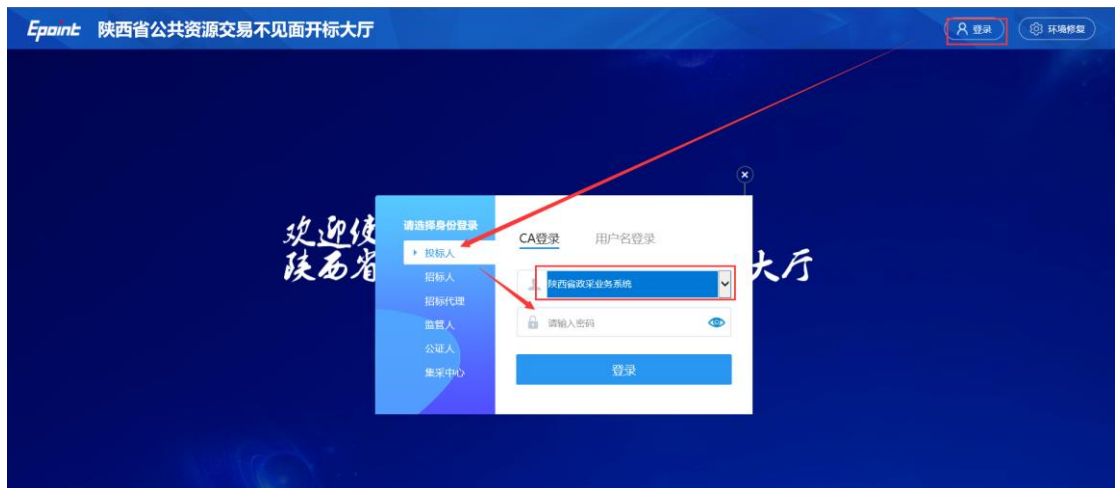 Epoint 陕西省公共资源交易不见面开标大厅
登录
环境修复
欢迎使
陕西省
大厅
请选择身份登录
投标人
招标人
招标代理
监管人
公证人
集采中心
CA登录 用户名登录
陕西省政采业务系统
请输入密码
登录